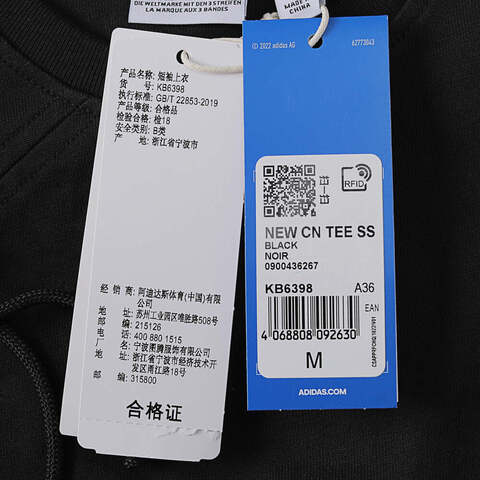 DIE WELTMARKE MIT DEN 3 STREIFEN
LA MARQUE AUX 3 BANDES
MADE IN
CHINA
产品名称: 短袖上衣
货号: KB6398
执行标准: GB/T 22853-2019
产品等级: 合格品
检验合格: 检18
安全类别: B类
产地: 浙江省宁波市
经 销 商: 阿迪达斯体育(中国)有限
公司
地址: 苏州工业园区唯胜路508号
邮编: 215126
电话: 400 880 1515
厂名: 宁波图腾服饰有限公司
地址: 浙江省宁波市经济技术开
发区甬江路18号
邮编: 315800
合格证
© 2022 adidas AG
62773043
RFID
NEW CN TEE SS
BLACK
NOIR
0900436267
KB6398 A36
EAN
4 068808 092630
M
ADIDAS.COM